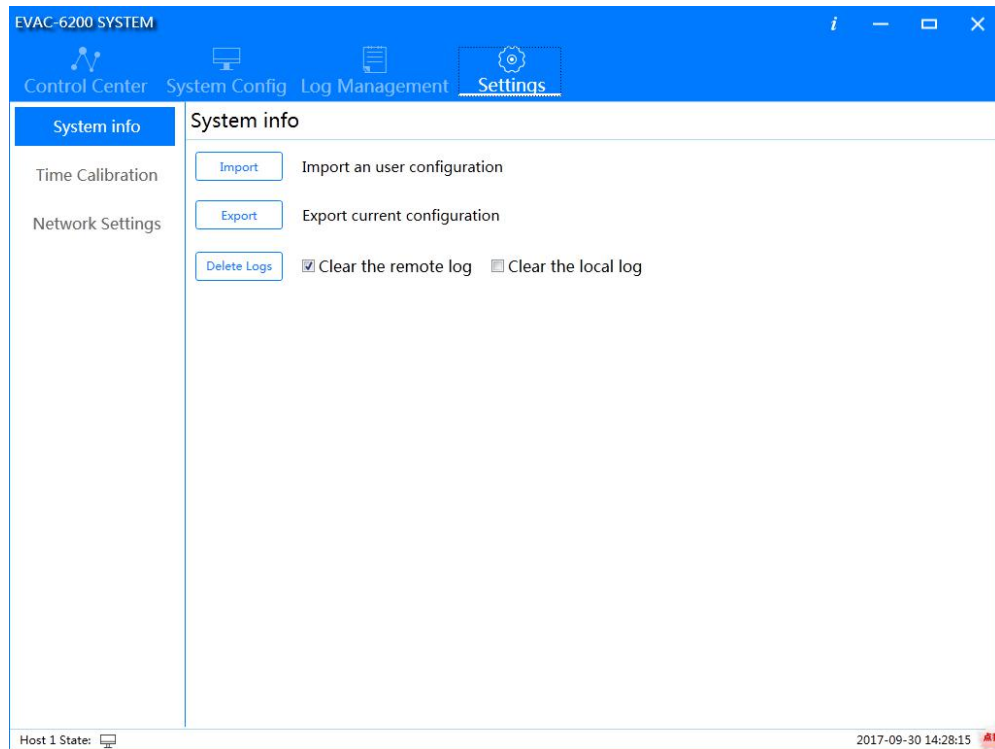 EVAC-6200 SYSTEM
i
Control Center System Config Log Management Settings
System info
Time Calibration
Network Settings
System info
Import Import an user configuration
Export Export current configuration
Delete Logs Clear the remote log Clear the local log
Host 1 State: 2017-09-30 14:28:15